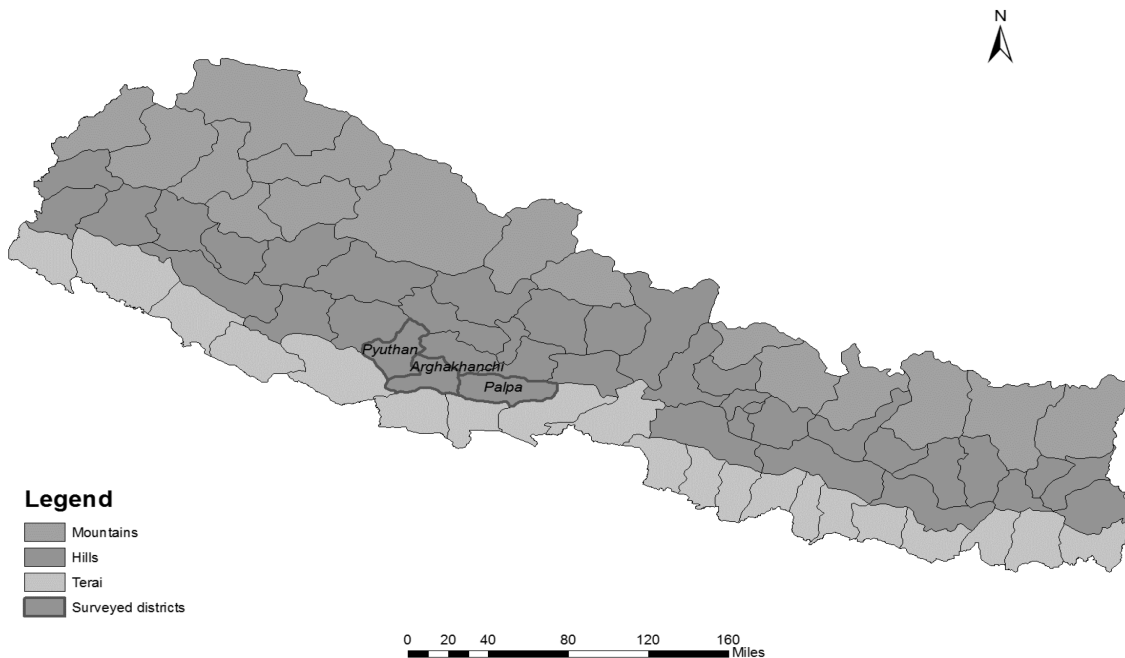 N
Pyuthan
Arghakhanchi
Palpa
Legend
Mountains
Hills
Terai
Surveyed districts
0 20 40 80 120 160
Miles